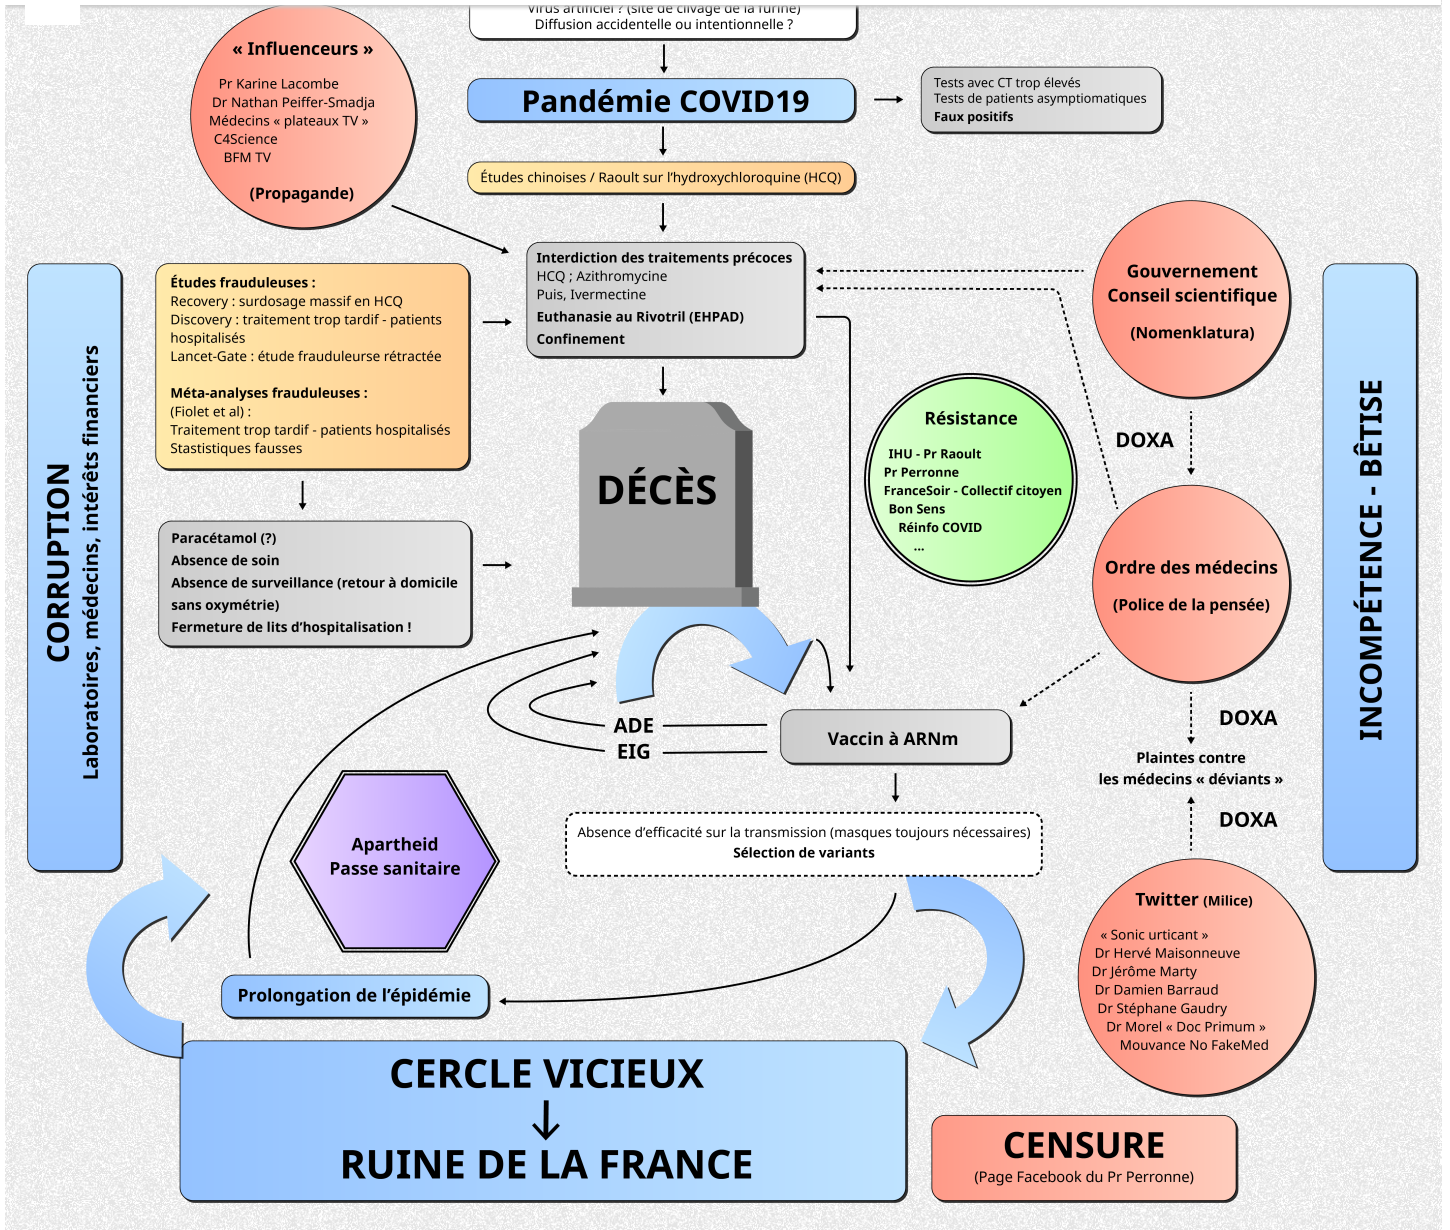 Virus artificiel ? (site de clivage de la furine)
Diffusion accidentelle ou intentionnelle ?
« Influenceurs »
Pr Karine Lacombe
Dr Nathan Peiffer-Smadja
Médecins « plateaux TV »
C4Science
BFM TV
(Propagande)
Pandémie COVID19
Tests avec CT trop élevés
Tests de patients asymptiomatiques
Faux positifs
Études chinoises / Raoult sur l’hydroxychloroquine (HCQ)
Interdiction des traitements précoces
HCQ ; Azithromycine
Puis, Ivermectine
Euthanasie au Rivotril (EHPAD)
Confinement
Gouvernement
Conseil scientifique
(Nomenklatura)
Études frauduleuses :
Recovery : surdosage massif en HCQ
Discovery : traitement trop tardif - patients
hospitalisés
Lancet-Gate : étude frauduleurse rétractée
Méta-analyses frauduleuses :
(Fiolet et al) :
Traitement trop tardif - patients hospitalisés
Stastistiques fausses
CORRUPTION
Laboratoires, médecins, intérêts financiers
INCOMPÉTENCE - BÊTISE
DÉCÈS
Résistance
IHU - Pr Raoult
Pr Perronne
FranceSoir - Collectif citoyen
Bon Sens
Réinfo COVID
...
DOXA
Ordre des médecins
(Police de la pensée)
Paracétamol (?)
Absence de soin
Absence de surveillance (retour à domicile
sans oxymétrie)
Fermeture de lits d’hospitalisation !
ADE
EIG
Vaccin à ARNm
DOXA
Plaintes contre
les médecins « déviants »
DOXA
Absence d’efficacité sur la transmission (masques toujours nécessaires)
Sélection de variants
Apartheid
Passe sanitaire
Twitter (Milice)
« Sonic urticant »
Dr Hervé Maisonneuve
Dr Jérôme Marty
Dr Damien Barraud
Dr Stéphane Gaudry
Dr Morel « Doc Primum »
Mouvance No FakeMed
Prolongation de l’épidémie
CERCLE VICIEUX
↓
RUINE DE LA FRANCE
CENSURE
(Page Facebook du Pr Perronne)